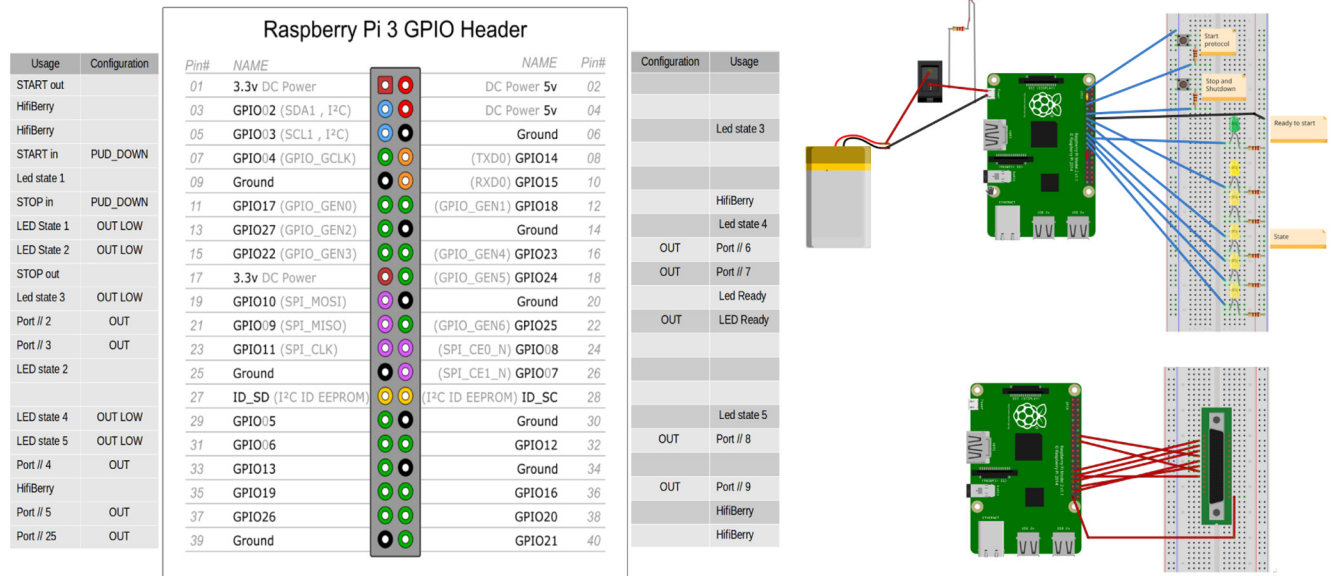 Raspberry Pi 3 GPIO Header
Usage Configuration
START out
HifiBerry
HifiBerry
START in PUD_DOWN
Led state 1
STOP in PUD_DOWN
LED State 1 OUT LOW
LED State 2 OUT LOW
STOP out
Led state 3 OUT LOW
Port // 2 OUT
Port // 3 OUT
LED state 2
LED state 4 OUT LOW
LED state 5 OUT LOW
Port // 4 OUT
HifiBerry
Port // 5 OUT
Port // 25 OUT
Pin# NAME NAME Pin#
01 3.3v DC Power DC Power 5v 02
03 GPIO02 (SDA1 , I²C) DC Power 5v 04
05 GPIO03 (SCL1 , I²C) Ground 06
07 GPIO04 (GPIO_GCLK) (TXD0) GPIO14 08
09 Ground (RXD0) GPIO15 10
11 GPIO17 (GPIO_GEN0) (GPIO_GEN1) GPIO18 12
13 GPIO27 (GPIO_GEN2) Ground 14
15 GPIO22 (GPIO_GEN3) (GPIO_GEN4) GPIO23 16
17 3.3v DC Power (GPIO_GEN5) GPIO24 18
19 GPIO10 (SPI_MOSI) Ground 20
21 GPIO09 (SPI_MISO) (GPIO_GEN6) GPIO25 22
23 GPIO11 (SPI_CLK) (SPI_CE0_N) GPIO08 24
25 Ground (SPI_CE1_N) GPIO07 26
27 ID_SD (I²C ID EEPROM) (I²C ID EEPROM) ID_SC 28
29 GPIO05 Ground 30
31 GPIO06 GPIO12 32
33 GPIO13 Ground 34
35 GPIO19 GPIO16 36
37 GPIO26 GPIO20 38
39 Ground GPIO21 40
Configuration Usage
Led state 3
HifiBerry
Led state 4
OUT Port // 6
OUT Port // 7
Led Ready
OUT LED Ready
Led state 5
OUT Port // 8
OUT Port // 9
HifiBerry
HifiBerry
Start
protocol
Stop and
Shutdown
Ready to start
State